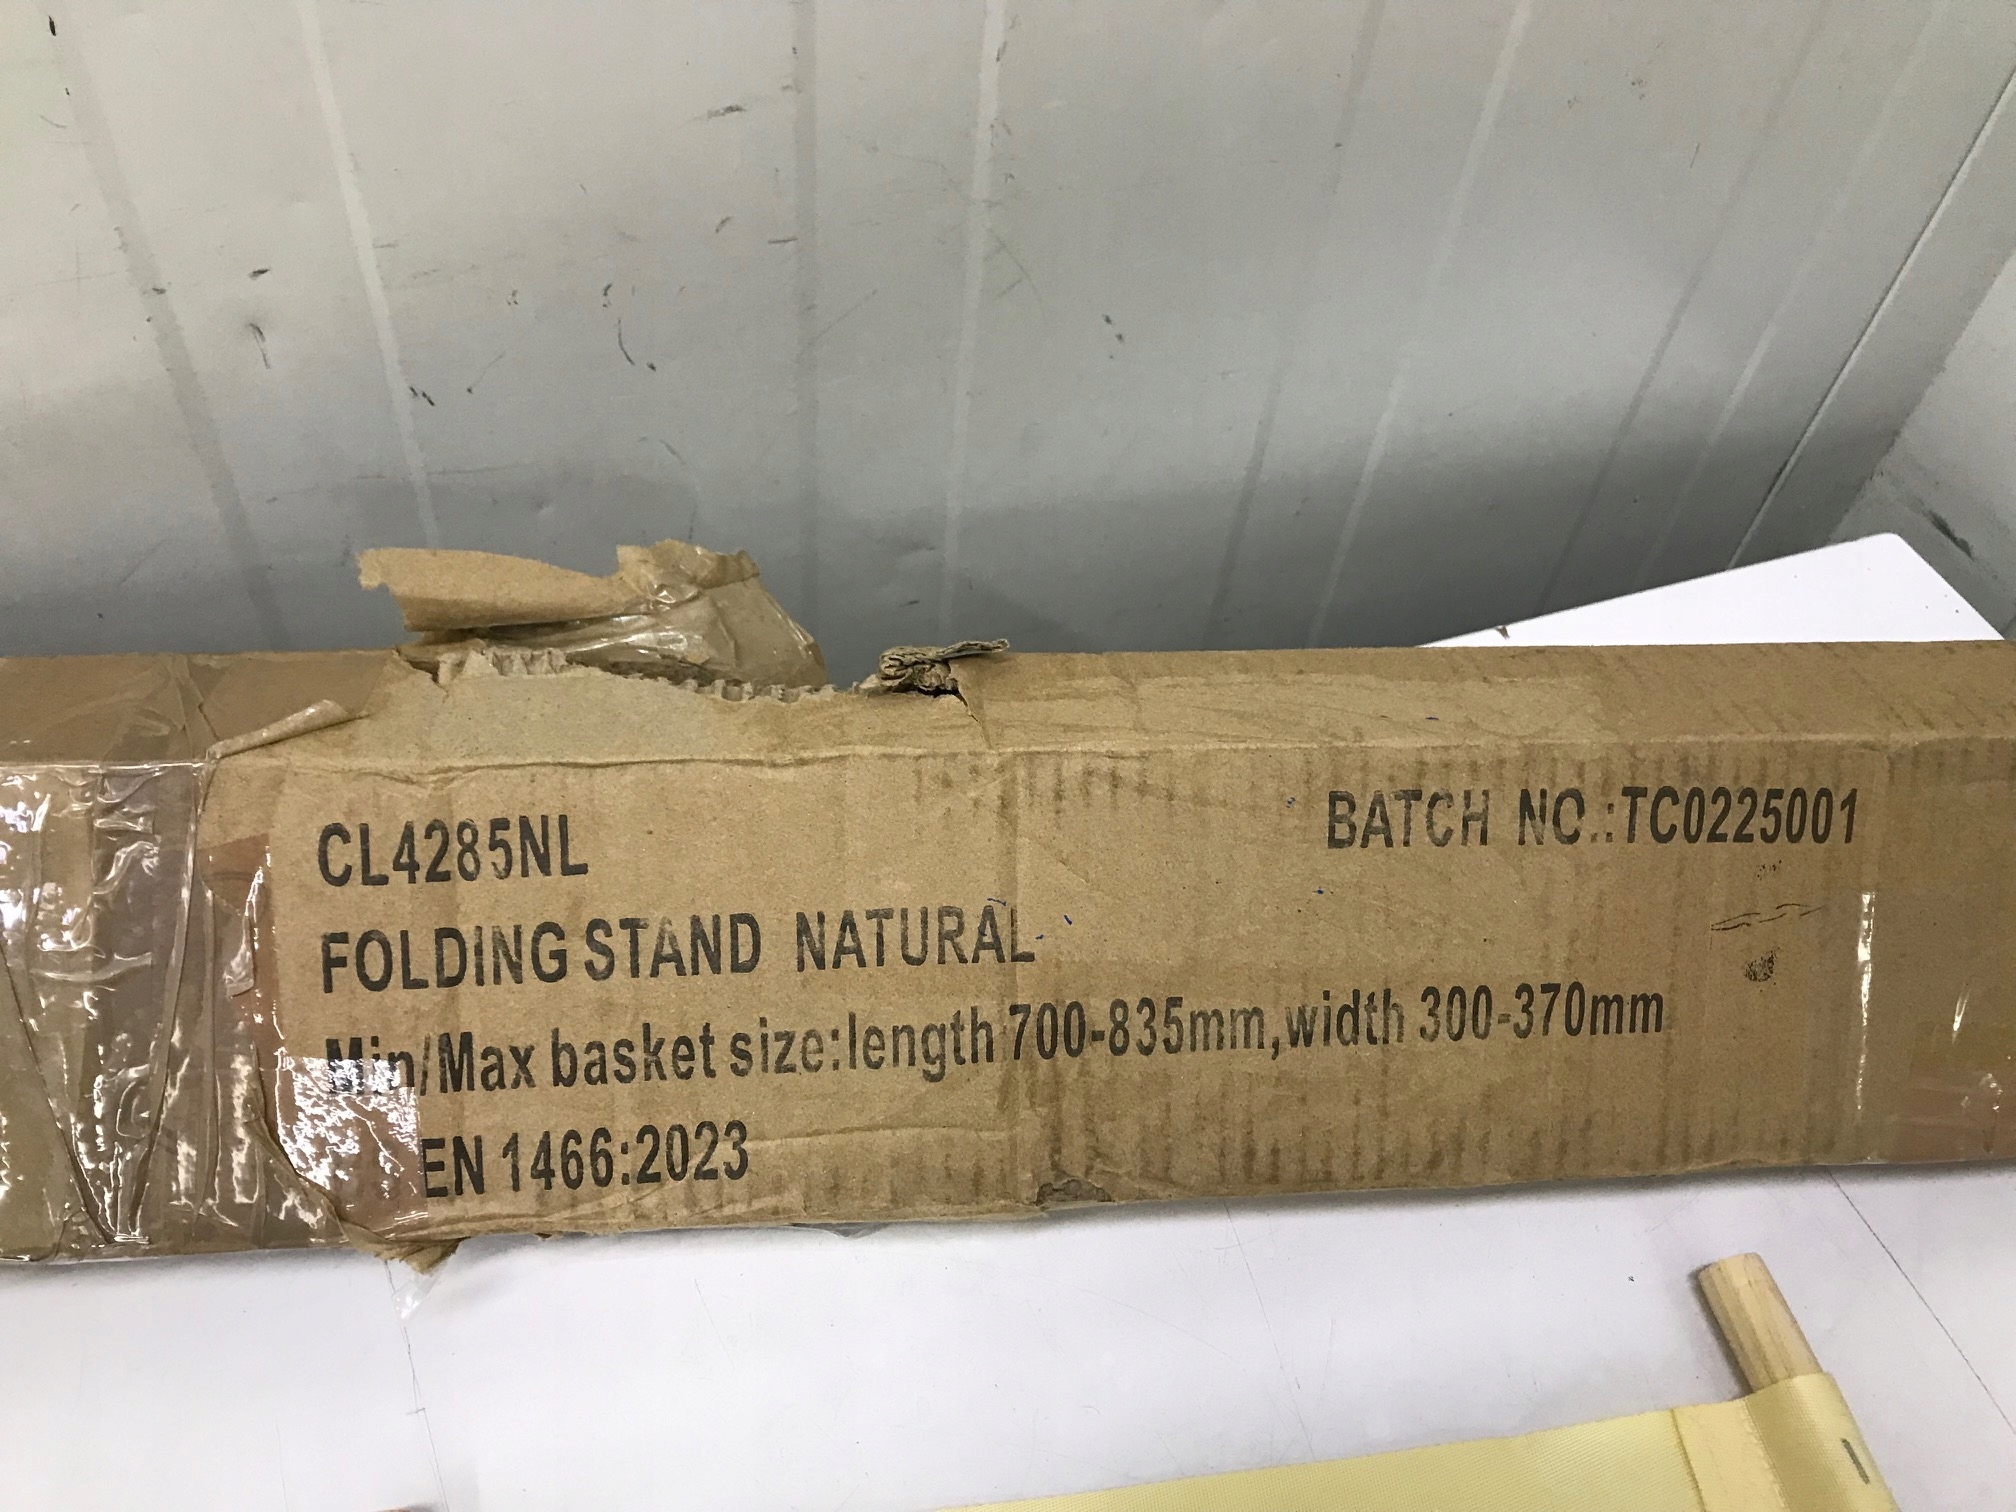 CL4285NL
BATCH NO.:TC0225001
FOLDING STAND NATURAL
Min/Max basket size:length 700-835mm,width 300-370mm
EN 1466:2023